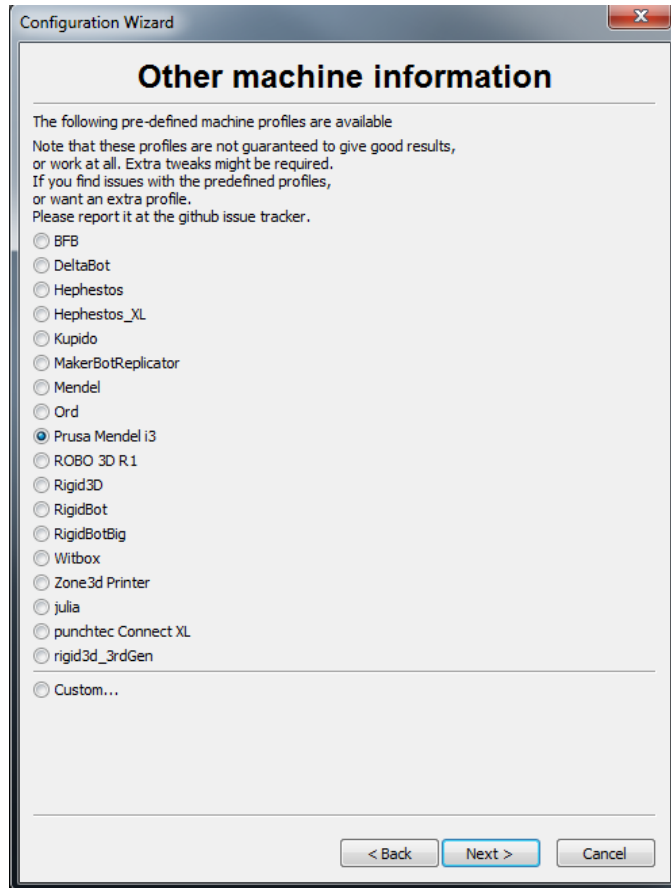 Configuration Wizard
Other machine information
The following pre-defined machine profiles are available
Note that these profiles are not guaranteed to give good results,
or work at all. Extra tweaks might be required.
If you find issues with the predefined profiles,
or want an extra profile.
Please report it at the github issue tracker.
BFB
DeltaBot
Hephestos
Hephestos_XL
Kupido
MakerBotReplicator
Mendel
Ord
Prusa Mendel i3
ROBO 3D R1
Rigid3D
RigidBot
RigidBotBig
Witbox
Zone3d Printer
julia
punchtec Connect XL
rigid3d_3rdGen
Custom...
< Back Next > Cancel